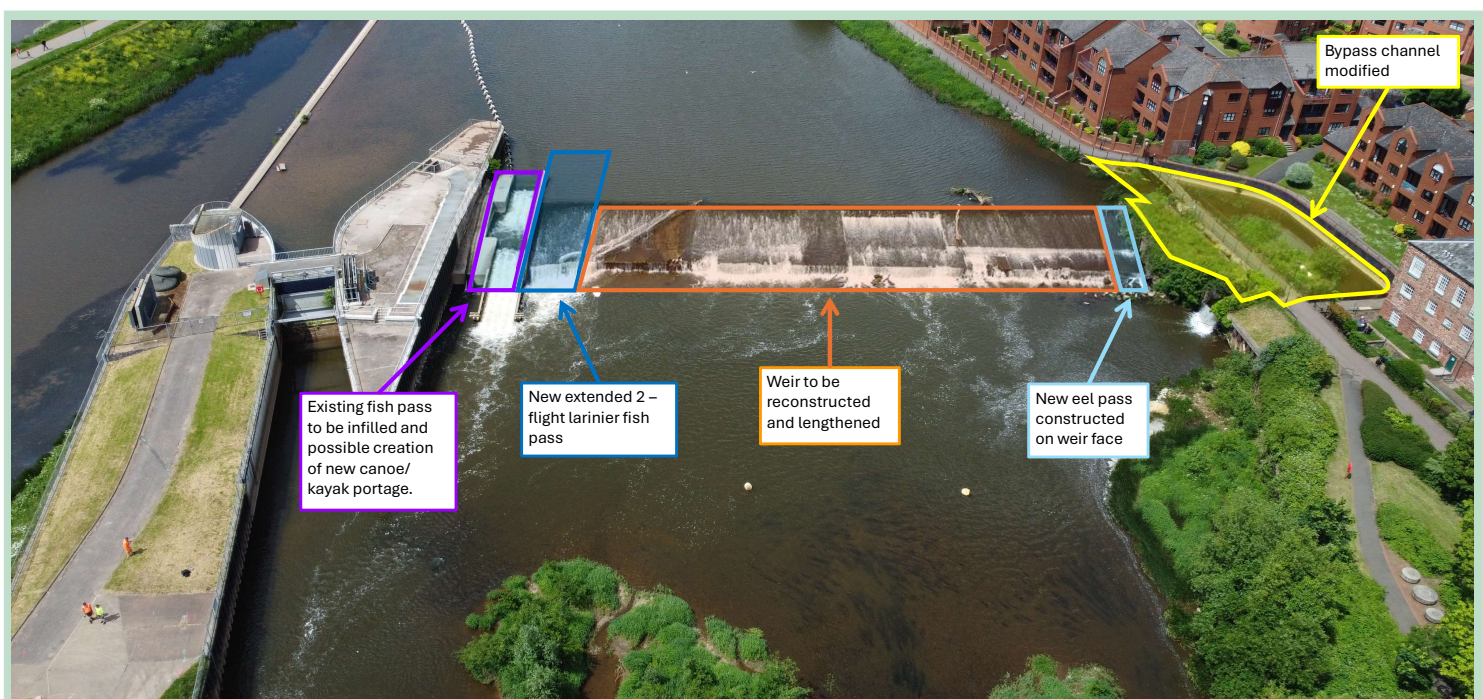 Bypass channel
modified
Existing fish pass
to be infilled and
possible creation
of new canoe/
kayak portage.
New extended 2 –
flight larinier fish
pass
Weir to be
reconstructed
and lengthened
New eel pass
constructed
on weir face